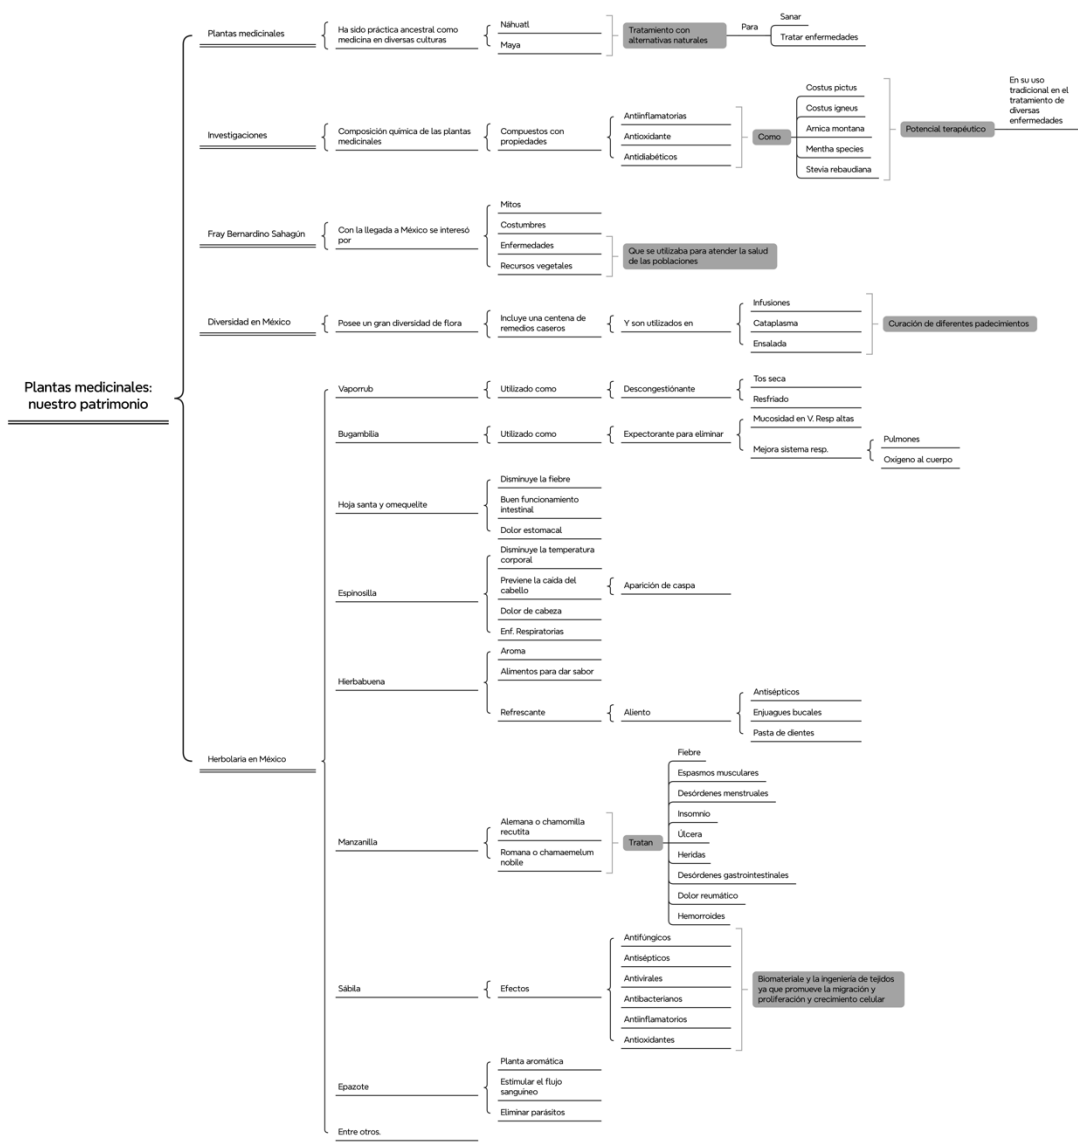 Plantas medicinales:
nuestro patrimonio
Plantas medicinales
Ha sido práctica ancestral como
medicina en diversas culturas
Náhuatl
Maya
Tratamiento con
alternativas naturales
Para
Sanar
Tratar enfermedades
Investigaciones
Composición química de las plantas
medicinales
Compuestos con
propiedades
Antiinflamatorias
Antioxidante
Antidiabéticos
Como
Costus pictus
Costus igneus
Arnica montana
Mentha species
Stevia rebaudiana
Potencial terapéutico
En su uso
tradicional en el
tratamiento de
diversas
enfermedades
Fray Bernardino Sahagún
Con la llegada a México se interesó
por
Mitos
Costumbres
Enfermedades
Recursos vegetales
Que se utilizaba para atender la salud
de las poblaciones
Diversidad en México
Posee un gran diversidad de flora
Incluye una centena de
remedios caseros
Y son utilizados en
Infusiones
Cataplasma
Ensalada
Curación de diferentes padecimientos
Herbolaria en México
Vaporrub
Utilizado como
Descongestiónante
Tos seca
Resfriado
Bugambilia
Utilizado como
Expectorante para eliminar
Mucosidad en V. Resp altas
Mejora sistema resp.
Pulmones
Oxigeno al cuerpo
Hoja santa y omequelite
Disminuye la fiebre
Buen funcionamiento
intestinal
Dolor estomacal
Espinosilla
Disminuye la temperatura
corporal
Previene la caída del
cabello
Aparición de caspa
Dolor de cabeza
Enf. Respiratorias
Hierbabuena
Aroma
Alimentos para dar sabor
Refrescante
Aliento
Antisépticos
Enjuagues bucales
Pasta de dientes
Manzanilla
Alemana o chamomilla
recutita
Romana o chamaemelum
nobile
Tratan
Fiebre
Espasmos musculares
Desórdenes menstruales
Insomnio
Úlcera
Heridas
Desórdenes gastrointestinales
Dolor reumático
Hemorroides
Sábila
Efectos
Antifúngicos
Antisépticos
Antivirales
Antibacterianos
Antiinflamatorios
Antioxidantes
Biomateriale y la ingeniería de tejidos
ya que promueve la migración y
proliferación y crecimiento celular
Epazote
Planta aromática
Estimular el flujo
sanguíneo
Eliminar parásitos
Entre otros.